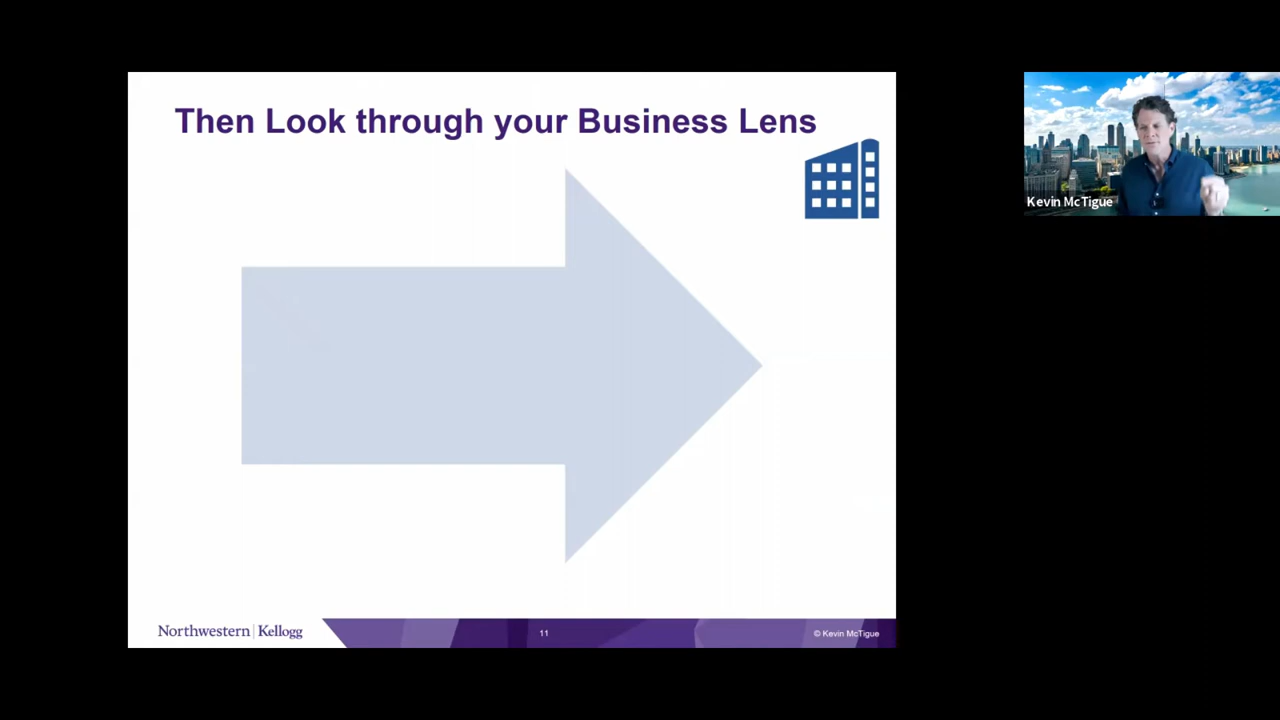 Then Look through your Business Lens
Kevin McTigue
Northwestern | Kellogg
11
© Kevin McTigue